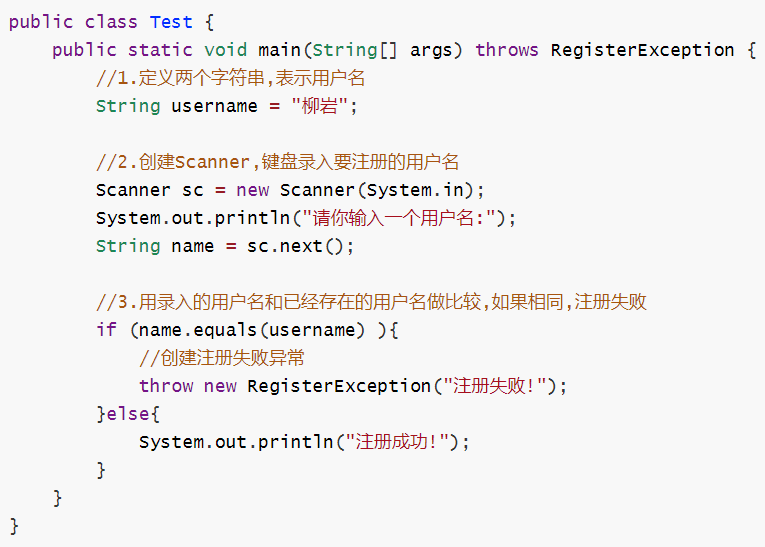 public class Test {
    public static void main(String[] args) throws RegisterException {
        //1.定义两个字符串,表示用户名
        String username = "柳岩";
        //2.创建Scanner,键盘录入要注册的用户名
        Scanner sc = new Scanner(System.in);
        System.out.println("请你输入一个用户名:");
        String name = sc.next();
        //3.用录入的用户名和已经存在的用户名做比较,如果相同,注册失败
        if (name.equals(username) ){
            //创建注册失败异常
            throw new RegisterException("注册失败!");
        }else{
            System.out.println("注册成功!");
        }
    }
}